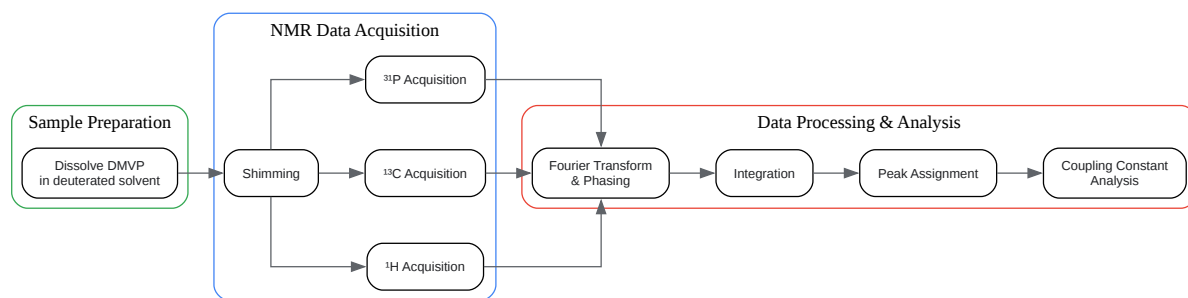 NMR Data Acquisition
³¹P Acquisition
Sample Preparation
Data Processing & Analysis
Dissolve DMVP
in deuterated solvent
Shimming
¹³C Acquisition
Fourier Transform
& Phasing
Integration
Peak Assignment
Coupling Constant
Analysis
¹H Acquisition